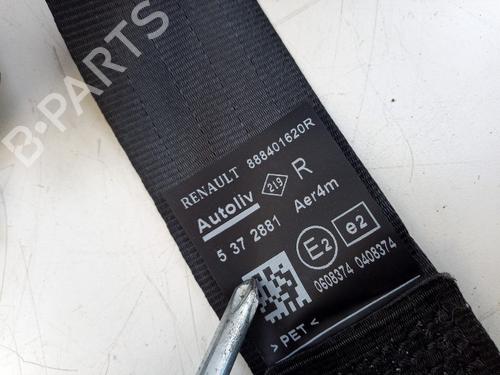 B-PARTS
RENAULT 888401620R
Autoliv 219 R
5 37 2881 Aer4m
E2 e2
0608374 0408374
>PET<